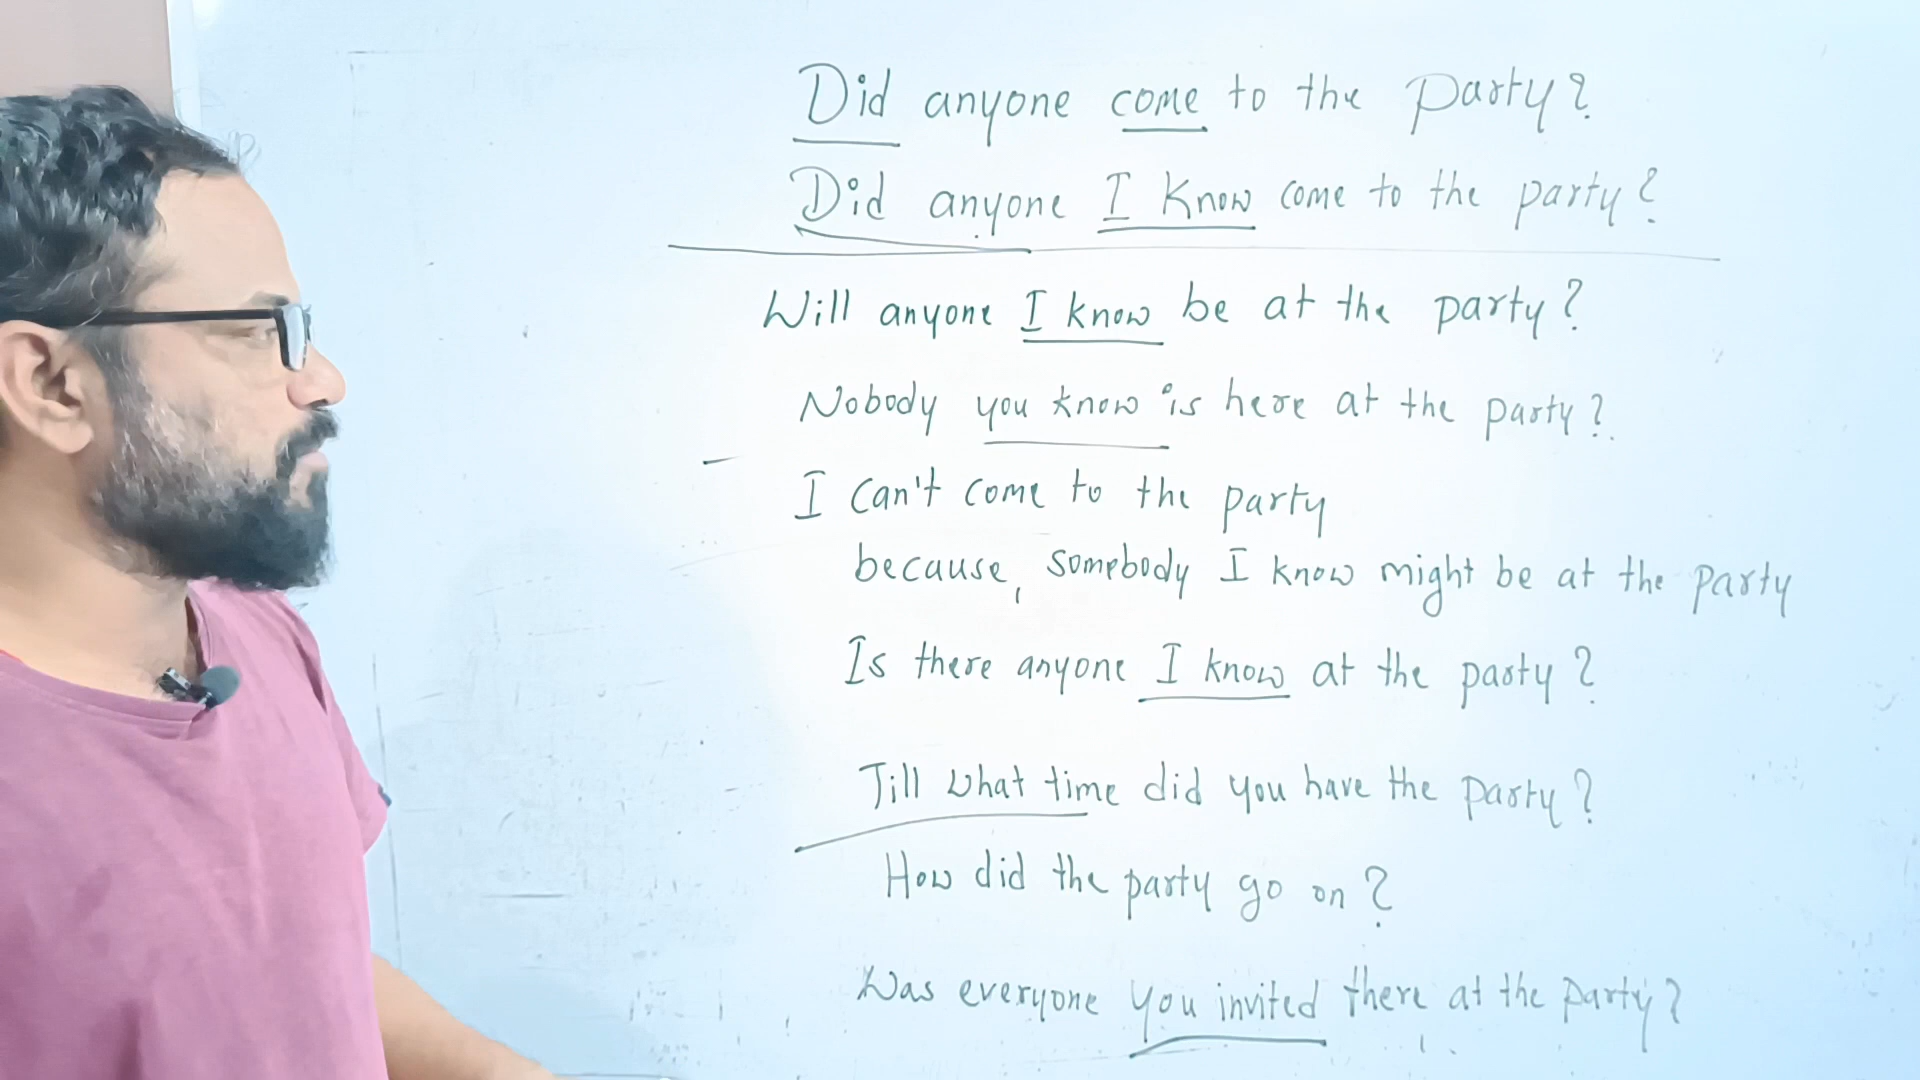 Did anyone come to the party?
Did anyone I know come to the party?
Will anyone I know be at the party?
Nobody you know is here at the party?
I can't come to the party
because, somebody I know might be at the party
Is there anyone I know at the party?
Till what time did you have the party?
How did the party go on?
Was everyone you invited there at the party?